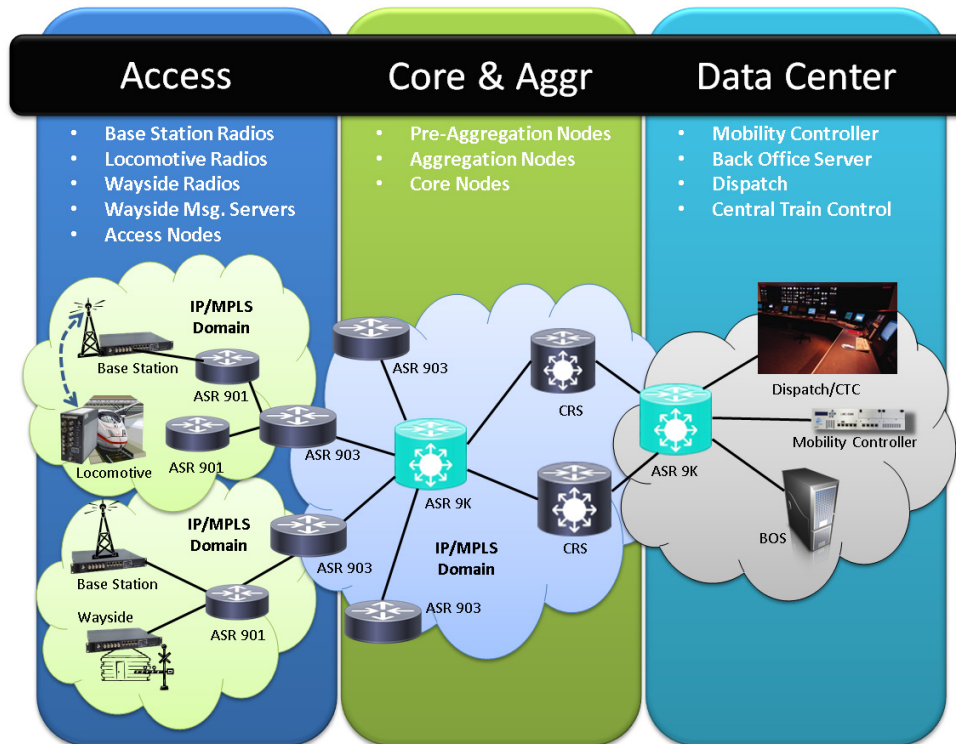 Access
Core & Aggr
Data Center
• Base Station Radios
• Locomotive Radios
• Wayside Radios
• Wayside Msg. Servers
• Access Nodes
• Pre-Aggregation Nodes
• Aggregation Nodes
• Core Nodes
• Mobility Controller
• Back Office Server
• Dispatch
• Central Train Control
IP/MPLS
Domain
Base Station
ASR 901
ASR 901
Locomotive
IP/MPLS
Domain
Base Station
Wayside
ASR 901
ASR 903
ASR 903
ASR 903
ASR 903
ASR 9K
IP/MPLS
Domain
CRS
CRS
ASR 9K
Dispatch/CTC
Mobility Controller
BOS